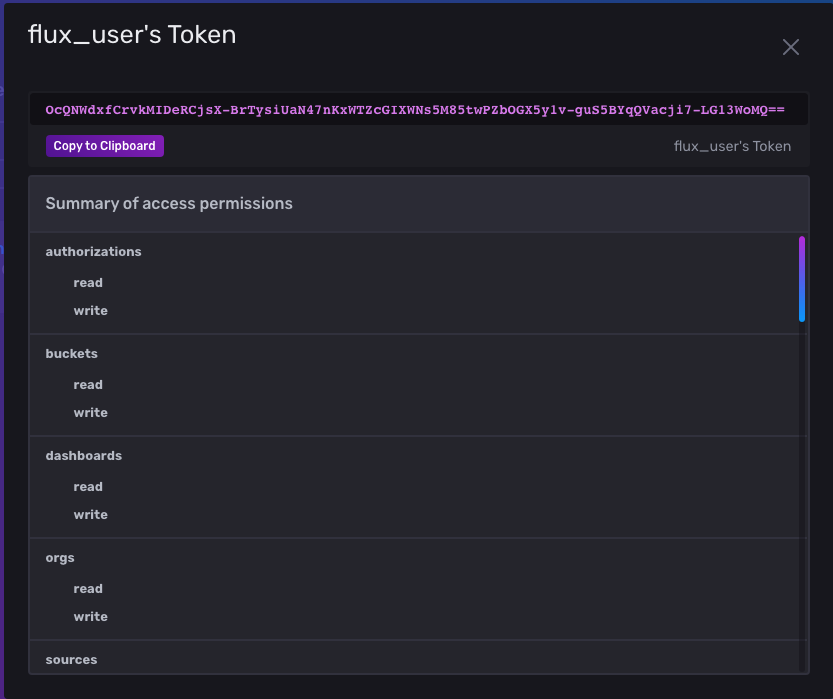 flux_user's Token
OcQNWdxfCrvkMIDeRCjsX-BrTysiUaN47nKxWTZcGIXWNs5M85twPZbOGX5y1v-guS5BYqQVacji7-LG13WoMQ==
Copy to Clipboard
flux_user's Token
Summary of access permissions
authorizations
read
write
buckets
read
write
dashboards
read
write
orgs
read
write
sources